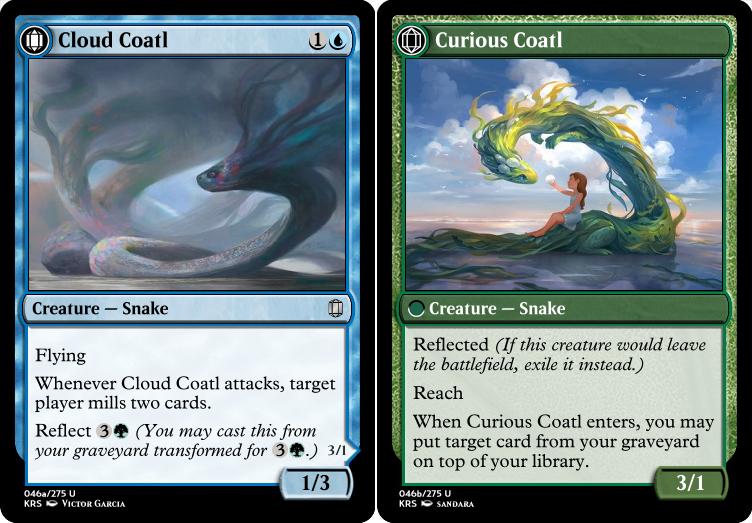 Cloud Coatl
1
Creature — Snake
Flying
Whenever Cloud Coatl attacks, target
player mills two cards.
Reflect 3 (You may cast this from
your graveyard transformed for 3.)
3/1
1/3
046a/275 U
KRS VICTOR GARCIA
Curious Coatl
Creature — Snake
Reflected (If this creature would leave
the battlefield, exile it instead.)
Reach
When Curious Coatl enters, you may
put target card from your graveyard
on top of your library.
3/1
046b/275 U
KRS SANDARA